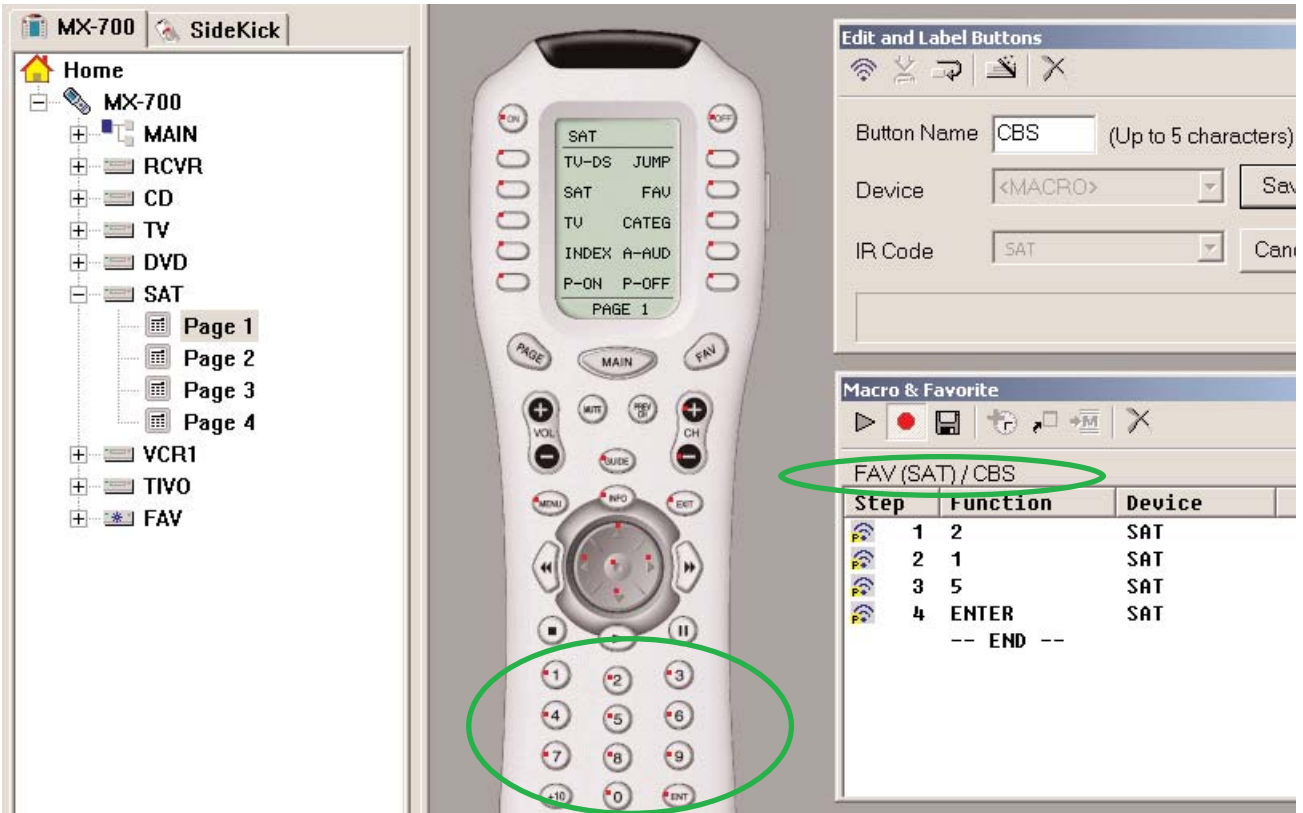 MX-700
SideKick
Home
MX-700
MAIN
RCVR
CD
TV
DVD
SAT
Page 1
Page 2
Page 3
Page 4
VCR1
TIVO
FAV
ON
OFF
SAT
TV-DS JUMP
SAT FAV
TV CATEG
INDEX A-AUD
P-ON P-OFF
PAGE 1
PAGE
MAIN
FAV
VOL
MUTE
PREV CH
CH
GUIDE
MENU
INFO
EXIT
1 2 3
4 5 6
7 8 9
+10 0 ENT
Edit and Label Buttons
Button Name CBS (Up to 5 characters)
Device <MACRO> Sav
IR Code SAT Canc
Macro & Favorite
FAV (SAT) / CBS
Step Function Device
1 2 SAT
2 1 SAT
3 5 SAT
4 ENTER SAT
-- END --